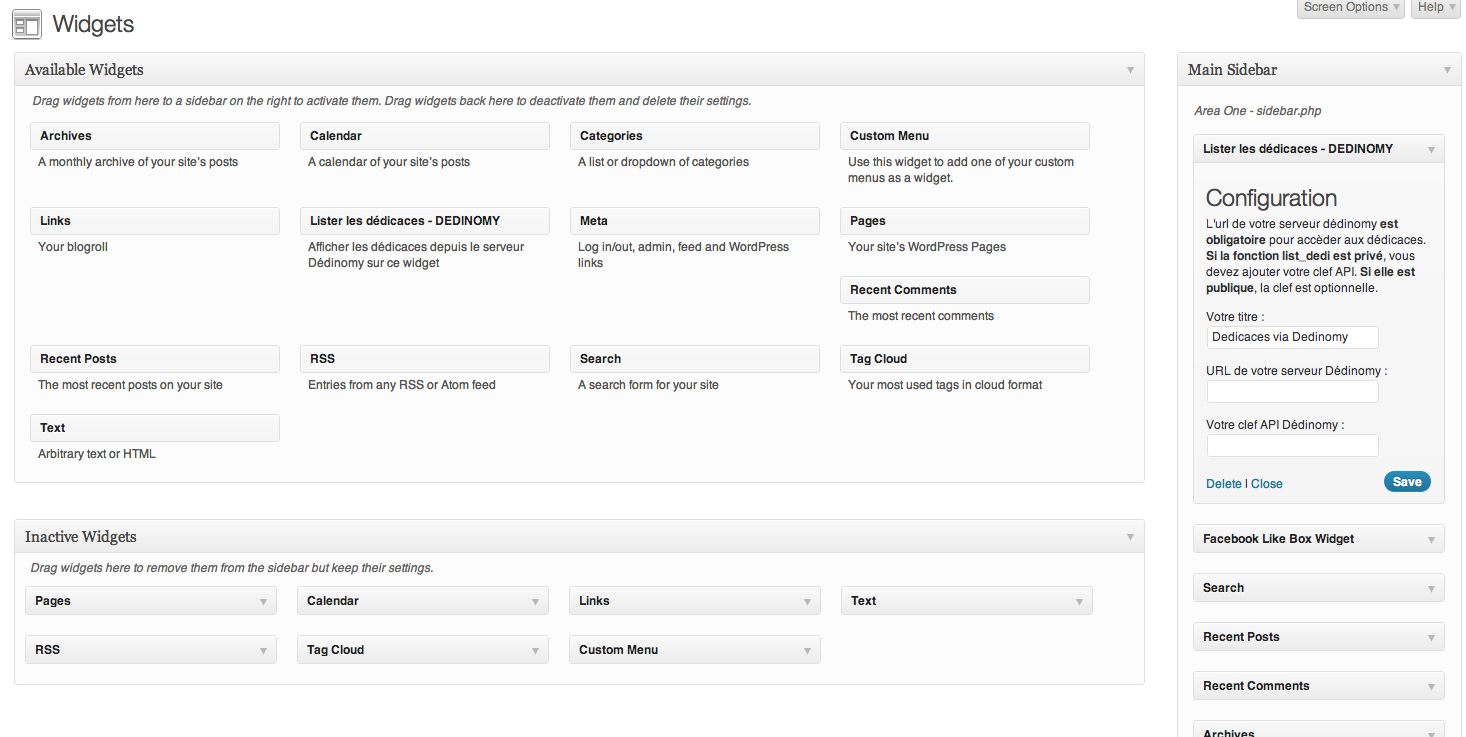 Screen Options
Help
Widgets
Available Widgets
Drag widgets from here to a sidebar on the right to activate them. Drag widgets back here to deactivate them and delete their settings.
Archives
A monthly archive of your site's posts
Calendar
A calendar of your site's posts
Categories
A list or dropdown of categories
Custom Menu
Use this widget to add one of your custom
menus as a widget.
Links
Your blogroll
Lister les dédicaces - DEDINOMY
Afficher les dédicaces depuis le serveur
Dédinomy sur ce widget
Meta
Log in/out, admin, feed and WordPress
links
Pages
Your site's WordPress Pages
Recent Comments
The most recent comments
Recent Posts
The most recent posts on your site
RSS
Entries from any RSS or Atom feed
Search
A search form for your site
Tag Cloud
Your most used tags in cloud format
Text
Arbitrary text or HTML
Inactive Widgets
Drag widgets here to remove them from the sidebar but keep their settings.
Pages
Calendar
Links
Text
RSS
Tag Cloud
Custom Menu
Main Sidebar
Area One - sidebar.php
Lister les dédicaces - DEDINOMY
Configuration
L'url de votre serveur dédinomy est
obligatoire pour accèder aux dédicaces.
Si la fonction list_dedi est privé, vous
devez ajouter votre clef API. Si elle est
publique, la clef est optionnelle.
Votre titre :
Dedicaces via Dedinomy
URL de votre serveur Dédinomy :
Votre clef API Dédinomy :
Delete | Close
Save
Facebook Like Box Widget
Search
Recent Posts
Recent Comments
Archives